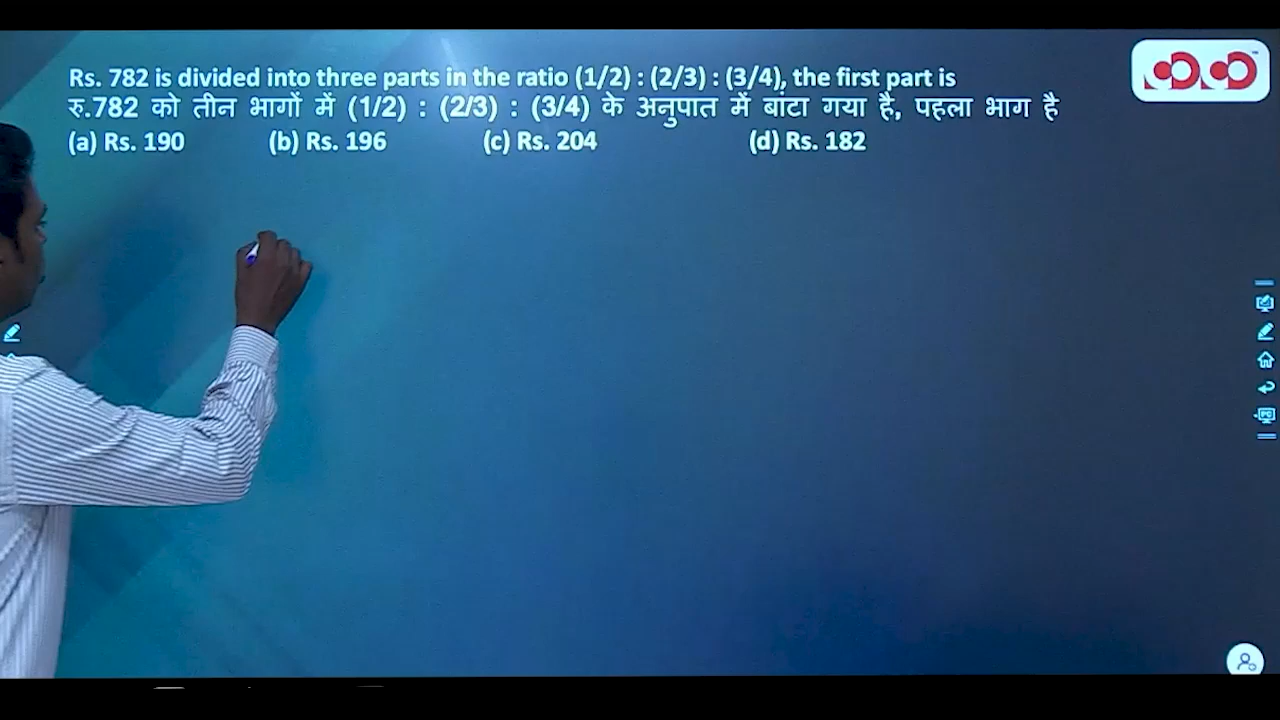 Rs. 782 is divided into three parts in the ratio (1/2) : (2/3) : (3/4), the first part is
रु.782 को तीन भागों में (1/2) : (2/3) : (3/4) के अनुपात में बांटा गया है, पहला भाग है
(a) Rs. 190 (b) Rs. 196 (c) Rs. 204 (d) Rs. 182